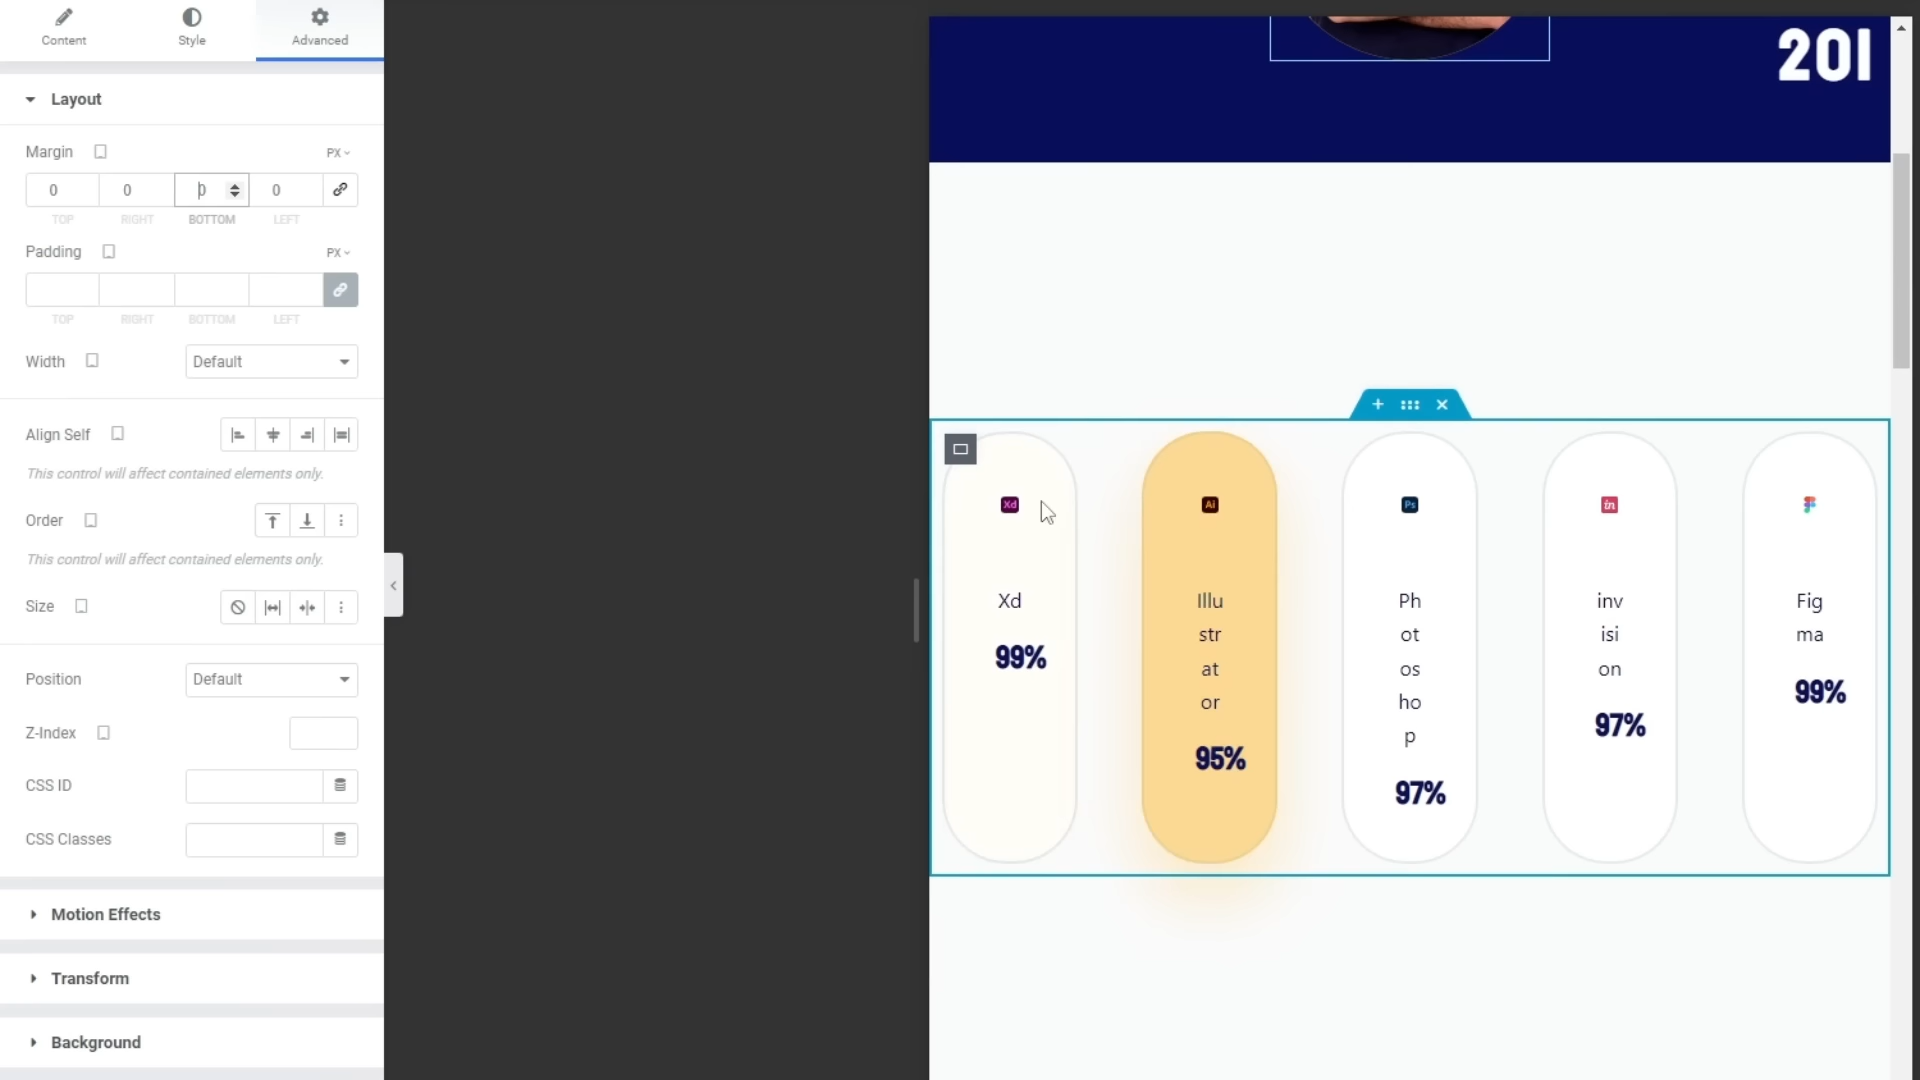 Content
Style
Advanced
Layout
Margin
PX
0
0
0
0
TOP
RIGHT
BOTTOM
LEFT
Padding
PX
TOP
RIGHT
BOTTOM
LEFT
Width
Default
Align Self
This control will affect contained elements only.
Order
This control will affect contained elements only.
Size
Position
Default
Z-Index
CSS ID
CSS Classes
Motion Effects
Transform
Background
201
Xd
Xd
99%
Ai
Illu
str
at
or
95%
Ps
Ph
ot
os
ho
p
97%
in
inv
isi
on
97%
Fig
ma
99%